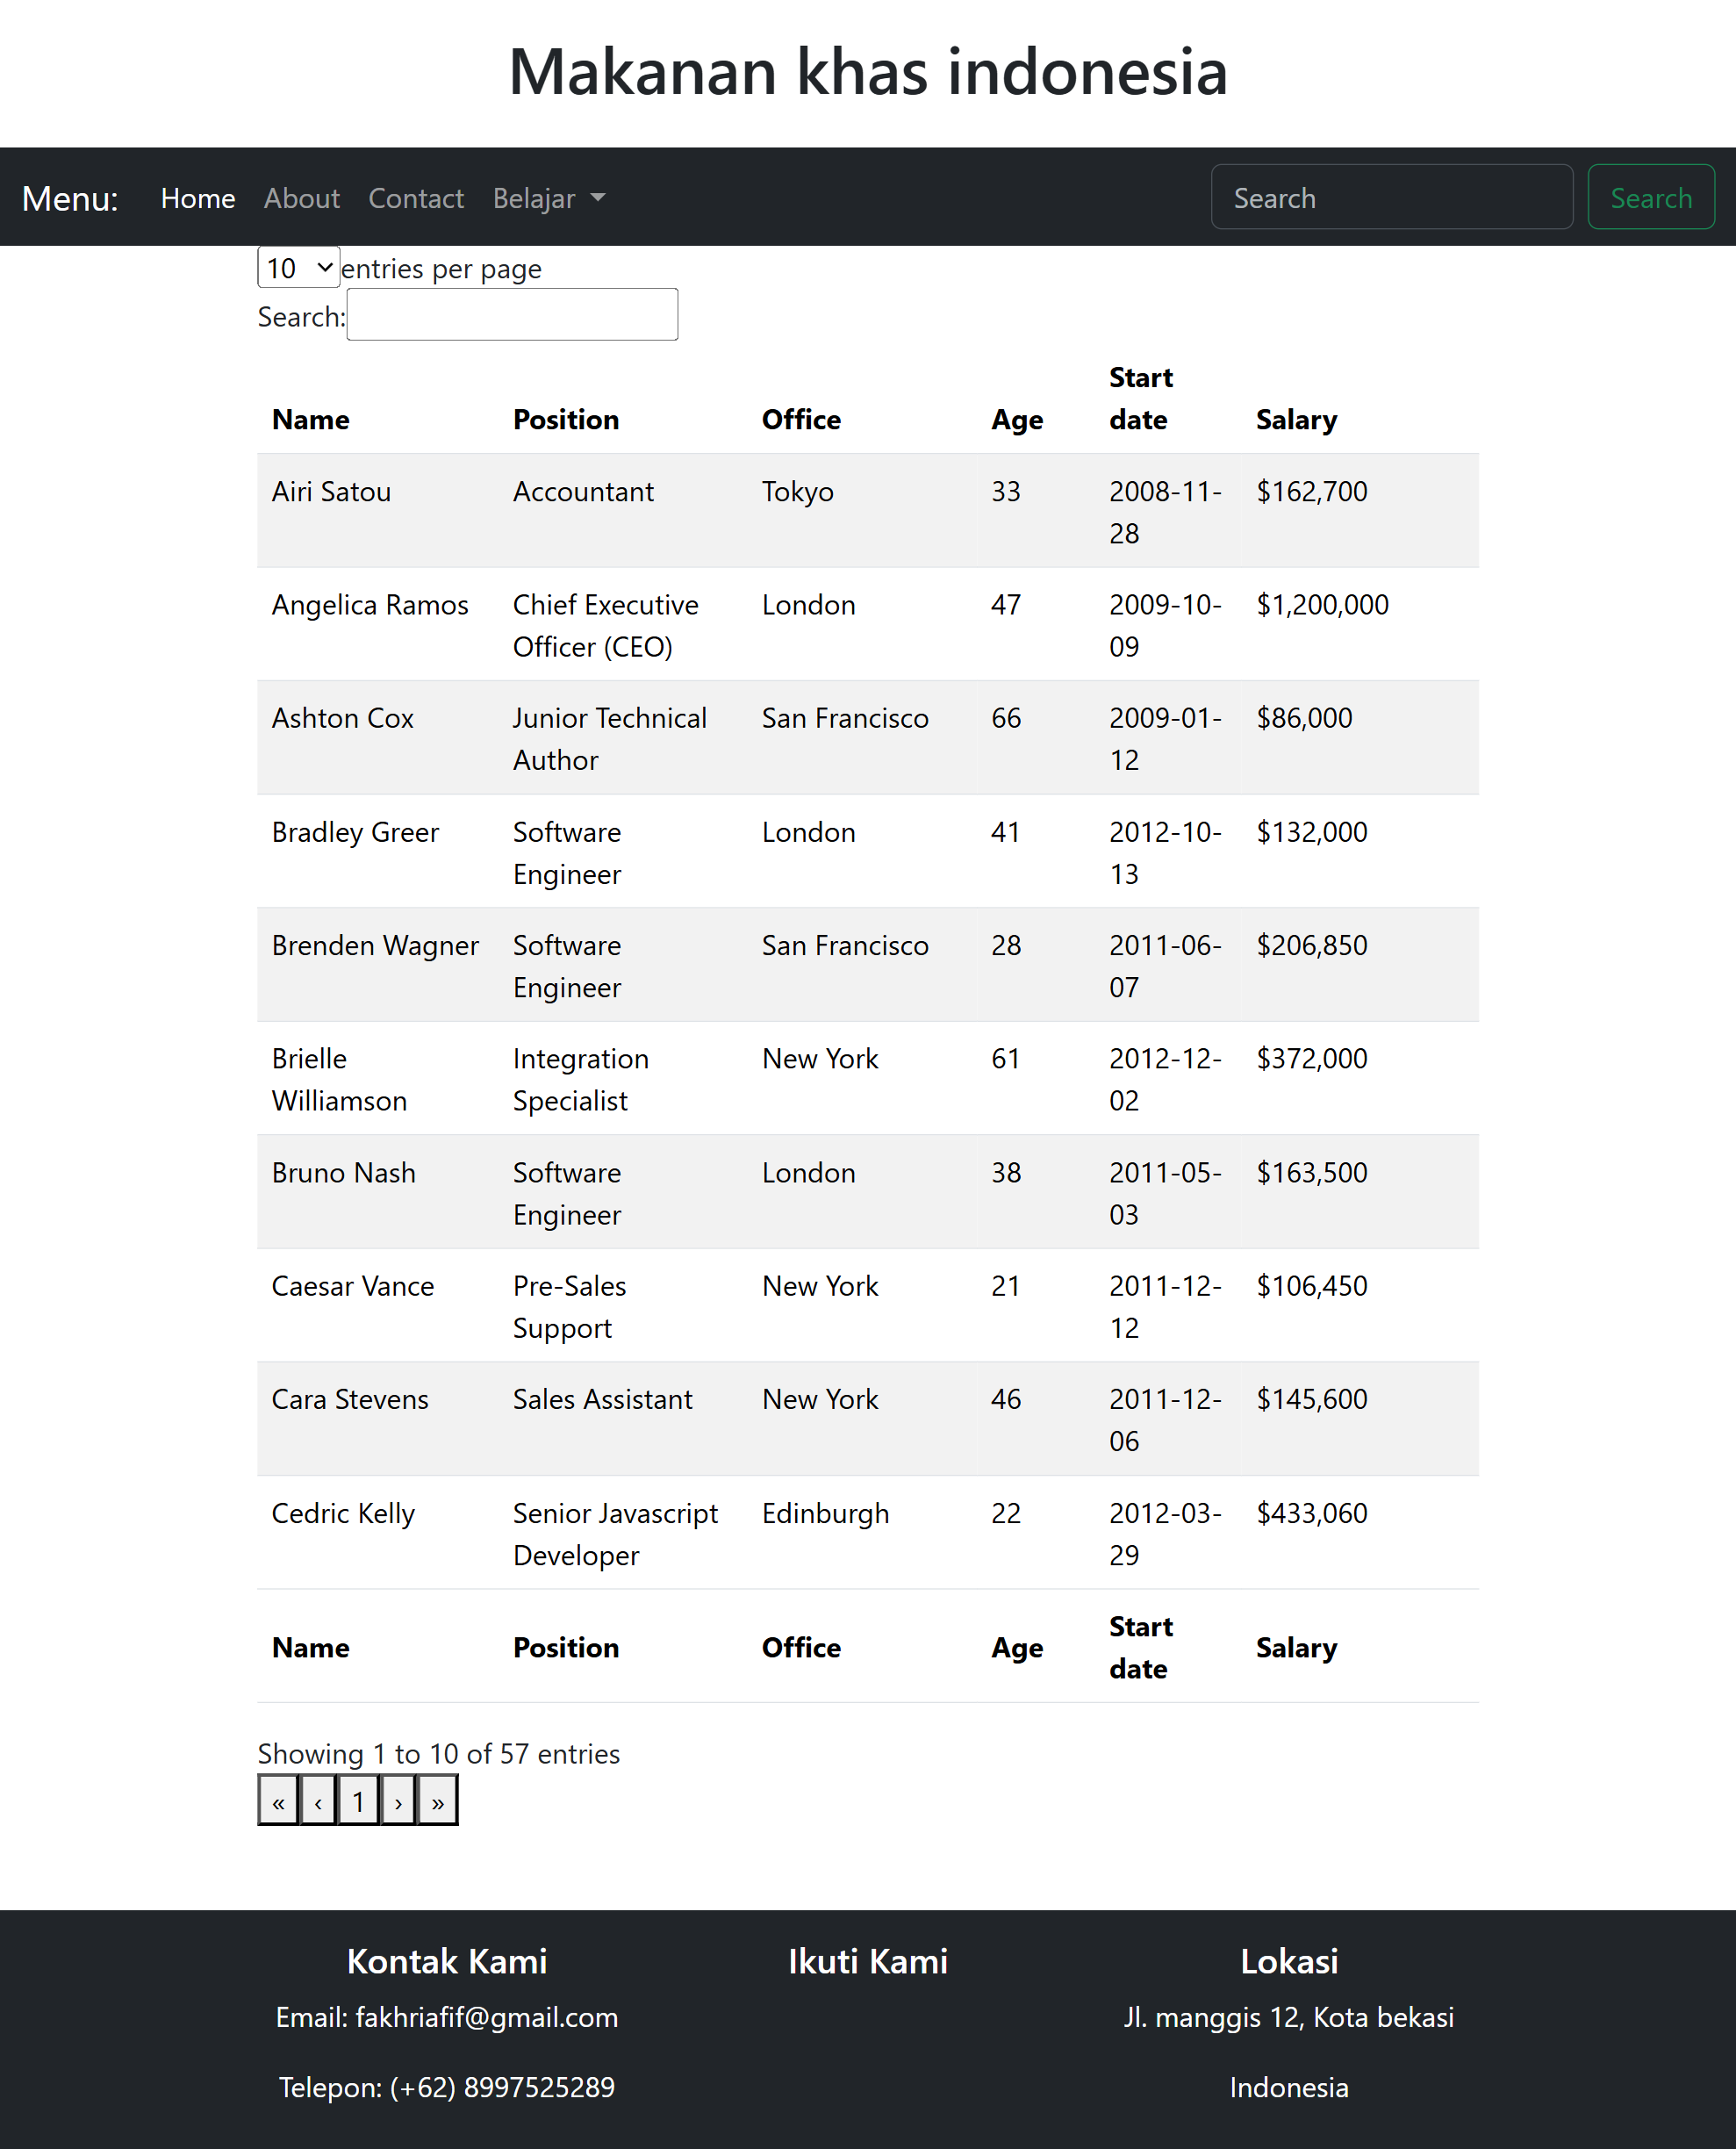 Makanan khas indonesia
Menu: Home About Contact Belajar Search Search
10 entries per page
Search:
Name Position Office Age Start date Salary
Airi Satou Accountant Tokyo 33 2008-11-28 $162,700
Angelica Ramos Chief Executive Officer (CEO) London 47 2009-10-09 $1,200,000
Ashton Cox Junior Technical Author San Francisco 66 2009-01-12 $86,000
Bradley Greer Software Engineer London 41 2012-10-13 $132,000
Brenden Wagner Software Engineer San Francisco 28 2011-06-07 $206,850
Brielle Williamson Integration Specialist New York 61 2012-12-02 $372,000
Bruno Nash Software Engineer London 38 2011-05-03 $163,500
Caesar Vance Pre-Sales Support New York 21 2011-12-12 $106,450
Cara Stevens Sales Assistant New York 46 2011-12-06 $145,600
Cedric Kelly Senior Javascript Developer Edinburgh 22 2012-03-29 $433,060
Name Position Office Age Start date Salary
Showing 1 to 10 of 57 entries
« ‹ 1 › »
Kontak Kami
Email: fakhriafif@gmail.com
Telepon: (+62) 8997525289
Ikuti Kami
Lokasi
Jl. manggis 12, Kota bekasi
Indonesia